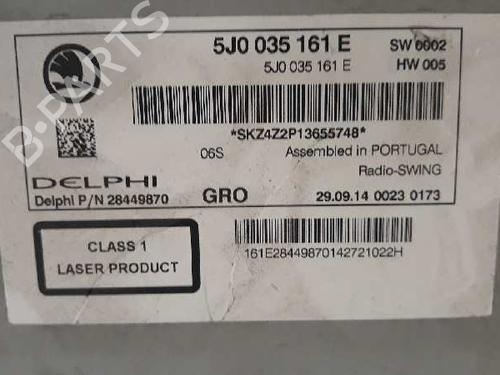 5J0 035 161 E SW 0002
5J0 035 161 E HW 005
*SKZ4Z2P13655748*
06S Assembled in PORTUGAL
Radio-SWING
DELPHI
Delphi P/N 28449870 GRO 29.09.14 0023 0173
CLASS 1
LASER PRODUCT
161E28449870142721022H
B-PARTS